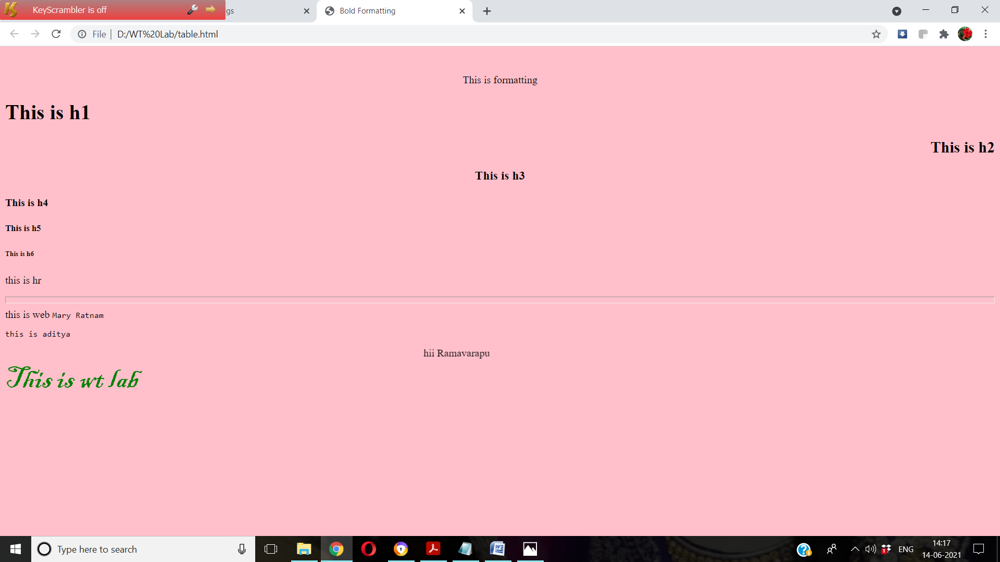 KeyScrambler is off
gs
Bold Formatting
File | D:/WT%20Lab/table.html
This is formatting
This is h1
This is h2
This is h3
This is h4
This is h5
This is h6
this is hr
this is web Mary Ratnam
this is aditya
hii Ramavarapu
This is wt lab
Type here to search
1
ENG
14:17
14-06-2021